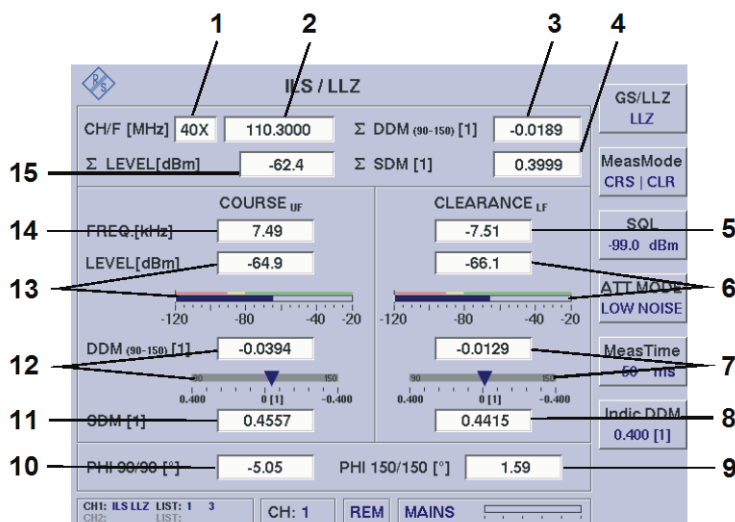 1 2 3 4
R S
ILS / LLZ
GS/LLZ
LLZ
CH/F [MHz] 40X 110.3000 Σ DDM (90-150) [1] -0.0189
15 Σ LEVEL[dBm] -62.4 Σ SDM [1] 0.3999
MeasMode
CRS | CLR
COURSE UF CLEARANCE LF
14 FREQ.[kHz] 7.49 -7.51 5
SQL
-99.0 dBm
LEVEL[dBm] -64.9 -66.1
13 6
ATT MODE
LOW NOISE
-120 -80 -40 -20 -120 -80 -40 -20
DDM (90-150) [1] -0.0394 -0.0129
MeasTime
50 ms
12 90 150 90 150 7
0.400 0 [1] -0.400 0.400 0 [1] -0.400
11 SDM [1] 0.4557 0.4415 8
Indic DDM
0.400 [1]
10 PHI 90/90 [°] -5.05 PHI 150/150 [°] 1.59 9
CH1: ILS LLZ LIST: 1 3
CH2: LIST:
CH: 1 REM MAINS